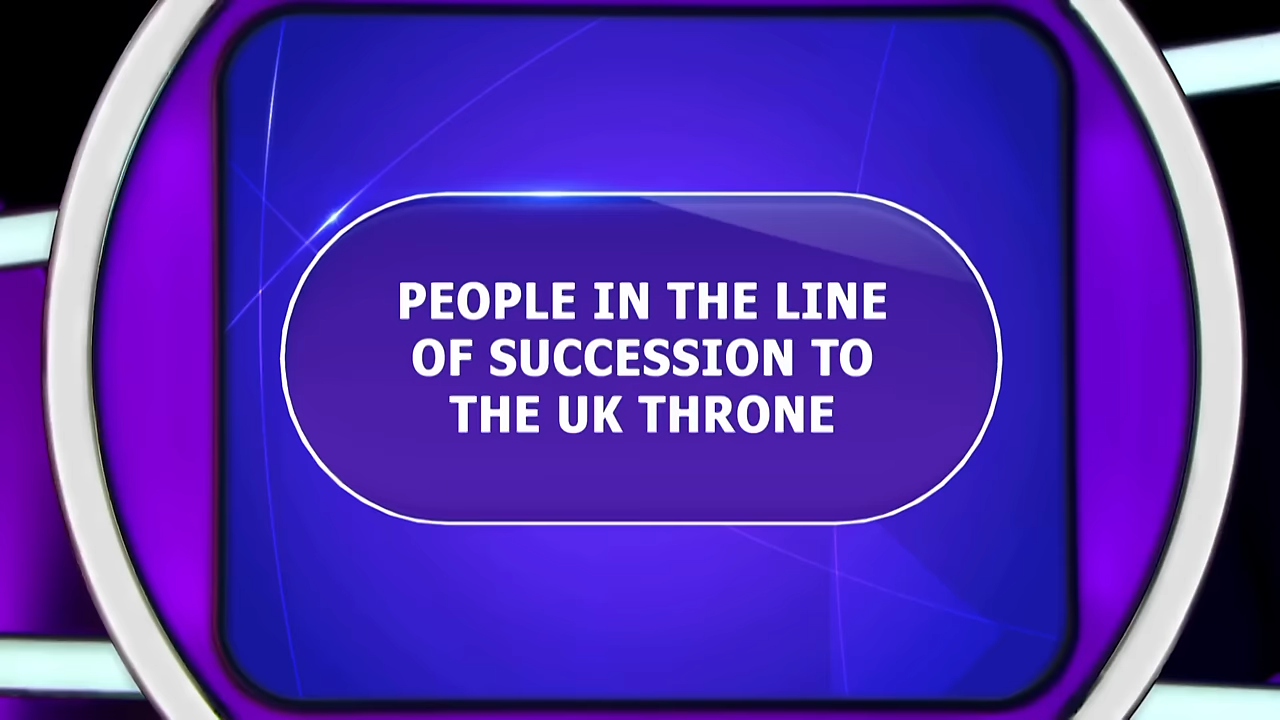 PEOPLE IN THE LINE
OF SUCCESSION TO
THE UK THRONE